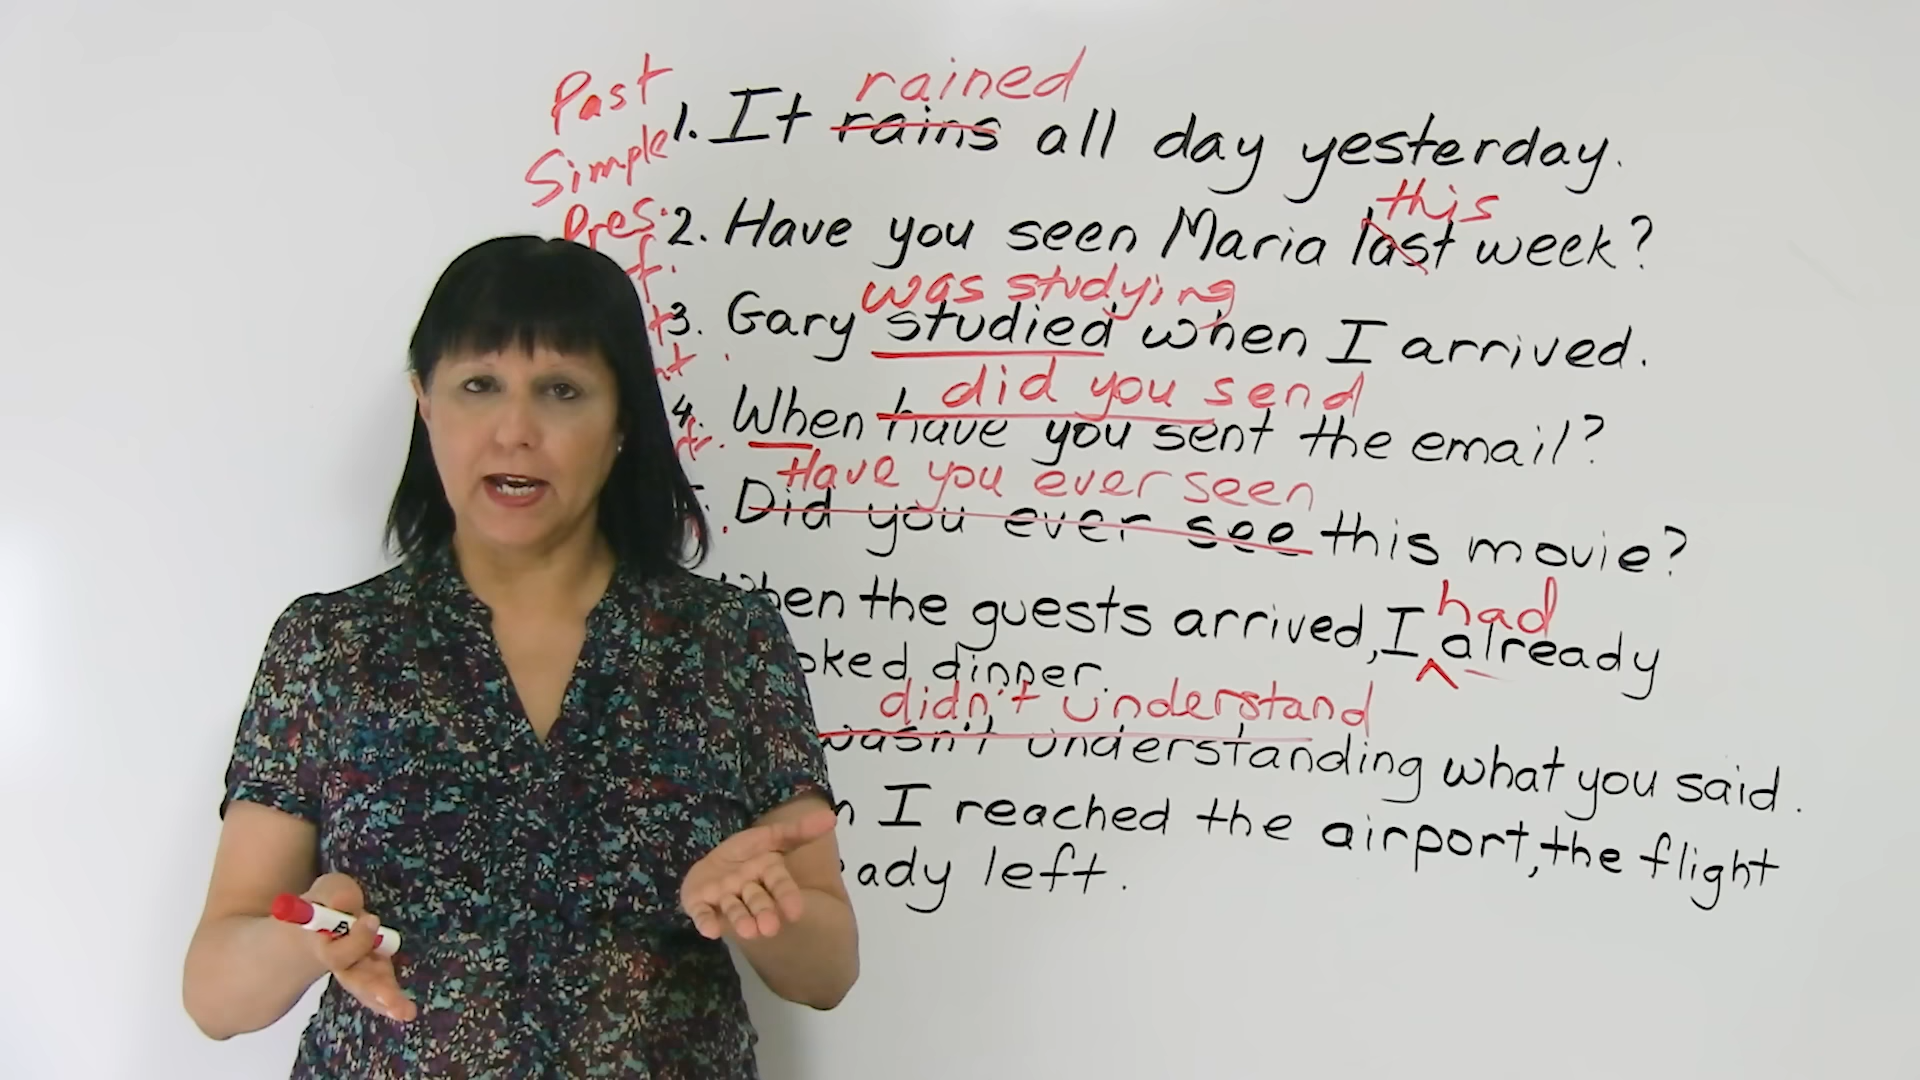 Past
rained
1. It rains all day yesterday.
Simple
this
Pres. 2. Have you seen Maria last week?
was studying
3. Gary studied when I arrived.
did you send
4. When have you sent the email?
Have you ever seen
Did you ever see this movie?
had
the guests arrived, I already
dinner.
didn't understand
wasn't understanding what you said.
I reached the airport, the flight
left.